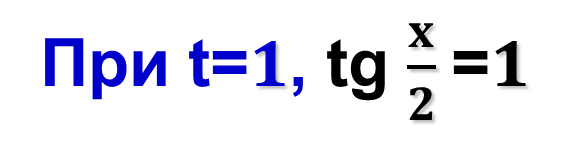 При t=1, tg x/2 =1